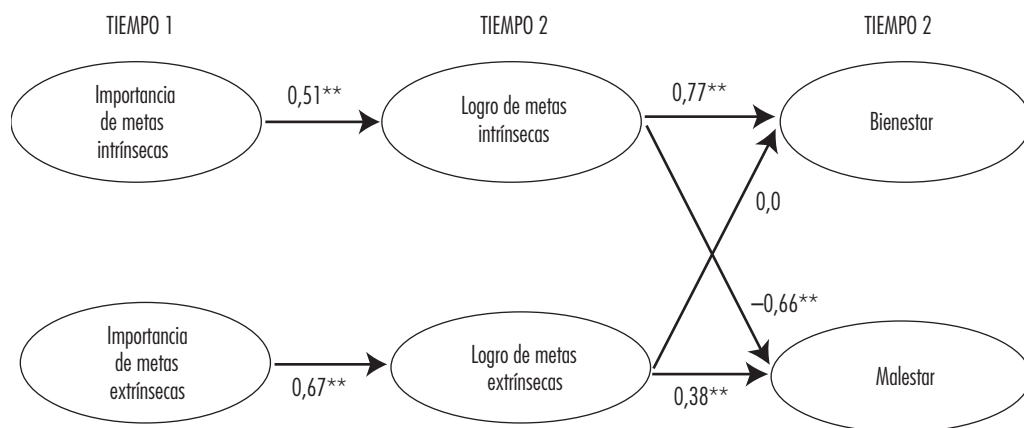 TIEMPO 1
TIEMPO 2
TIEMPO 2
Importancia
de metas
intrínsecas
0,51**
Logro de metas
intrínsecas
0,77**
Bienestar
0,0
–0,66**
Importancia
de metas
extrínsecas
0,67**
Logro de metas
extrínsecas
0,38**
Malestar